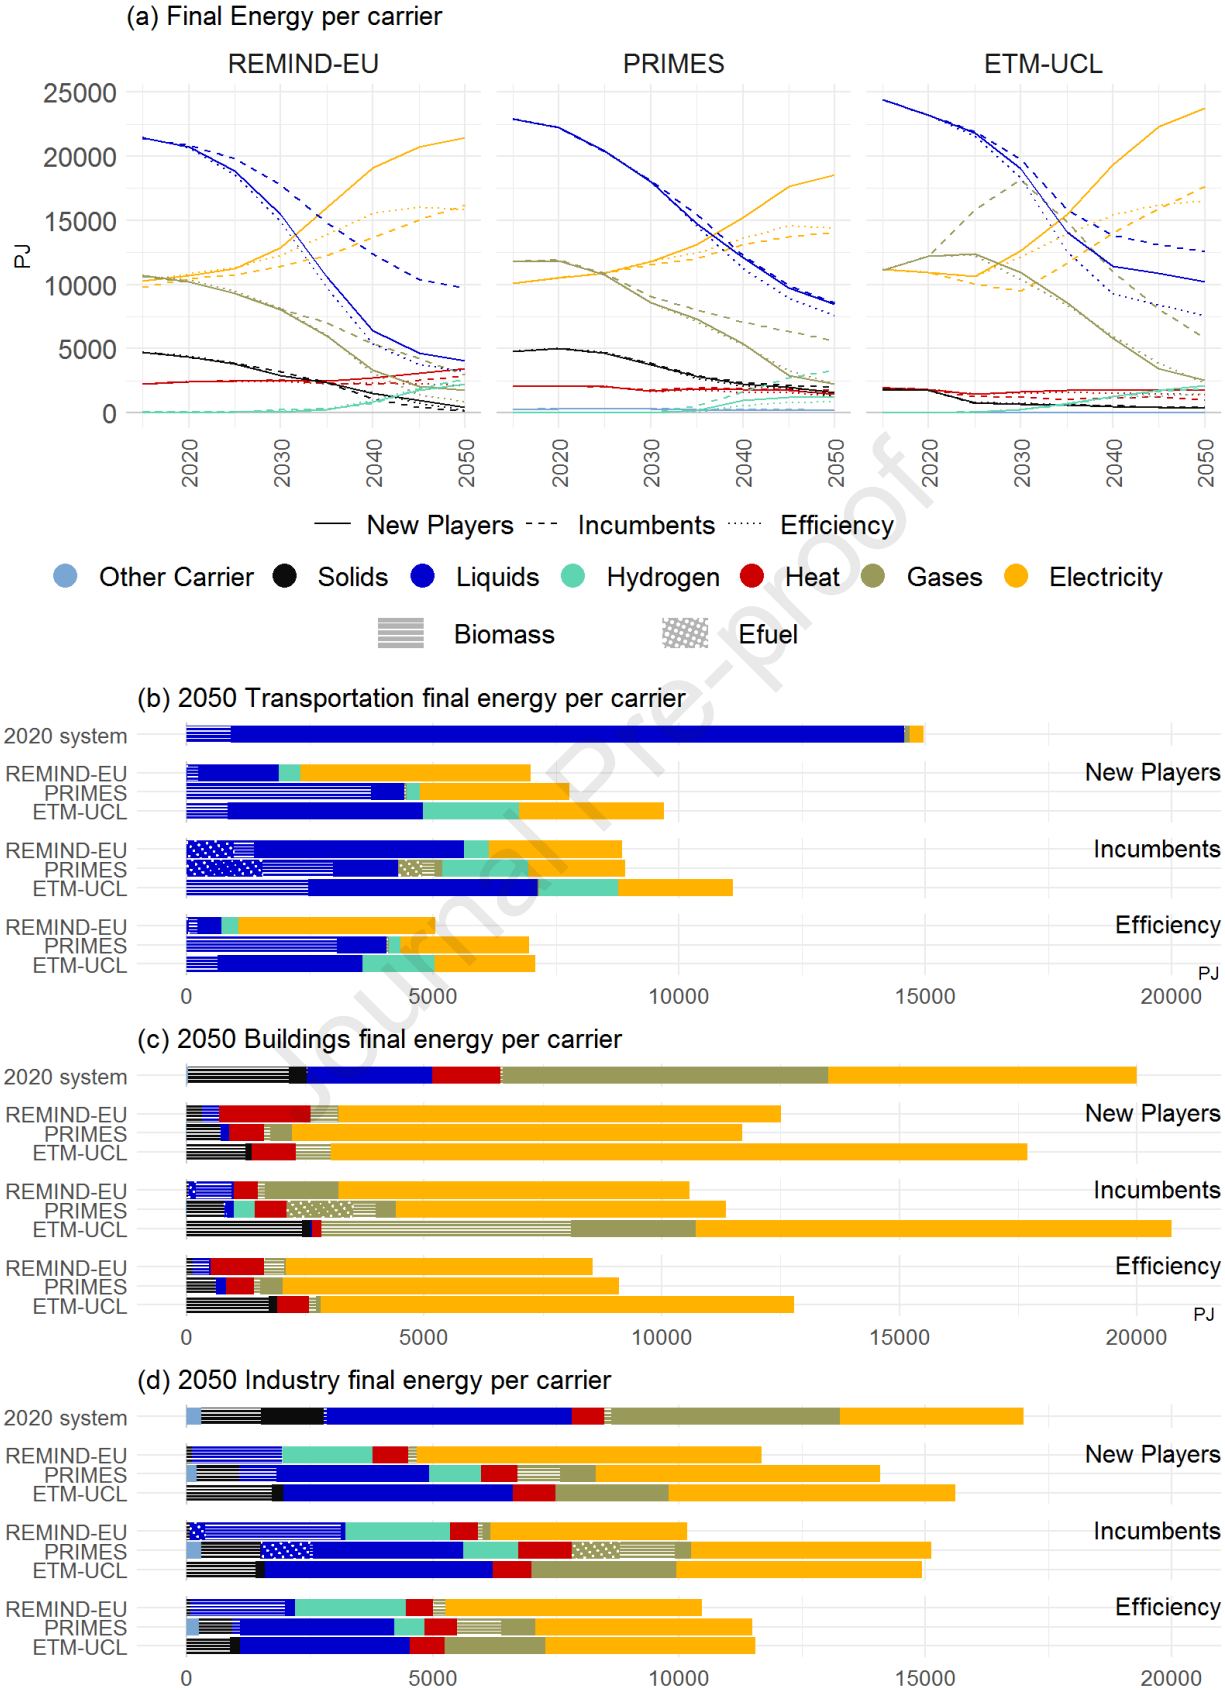 (a) Final Energy per carrier
REMIND-EU PRIMES ETM-UCL
25000
20000
15000
10000
5000
0
PJ
2020 2030 2040 2050 2020 2030 2040 2050 2020 2030 2040 2050
New Players Incumbents Efficiency
Other Carrier Solids Liquids Hydrogen Heat Gases Electricity
Biomass Efuel
Journal Pre-proof
(b) 2050 Transportation final energy per carrier
2020 system
REMIND-EU New Players
PRIMES
ETM-UCL
REMIND-EU Incumbents
PRIMES
ETM-UCL
REMIND-EU Efficiency
PRIMES
ETM-UCL
PJ
0 5000 10000 15000 20000
(c) 2050 Buildings final energy per carrier
2020 system
REMIND-EU New Players
PRIMES
ETM-UCL
REMIND-EU Incumbents
PRIMES
ETM-UCL
REMIND-EU Efficiency
PRIMES
ETM-UCL
PJ
0 5000 10000 15000 20000
(d) 2050 Industry final energy per carrier
2020 system
REMIND-EU New Players
PRIMES
ETM-UCL
REMIND-EU Incumbents
PRIMES
ETM-UCL
REMIND-EU Efficiency
PRIMES
ETM-UCL
0 5000 10000 15000 20000